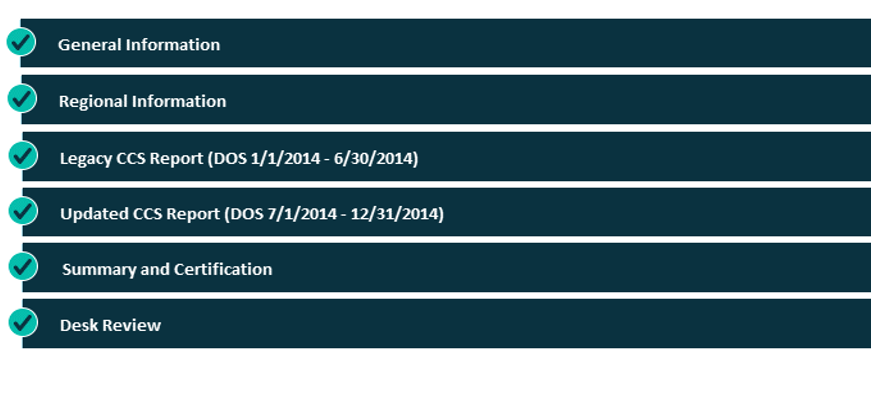 General Information
Regional Information
Legacy CCS Report (DOS 1/1/2014 - 6/30/2014)
Updated CCS Report (DOS 7/1/2014 - 12/31/2014)
Summary and Certification
Desk Review